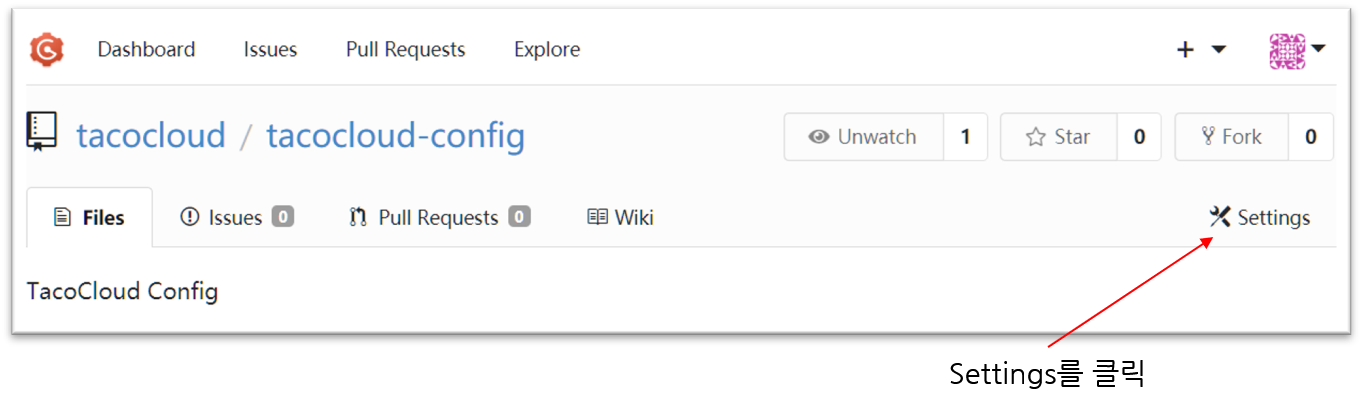 Dashboard Issues Pull Requests Explore
tacocloud / tacocloud-config Unwatch 1 Star 0 Fork 0
Files Issues 0 Pull Requests 0 Wiki Settings
TacoCloud Config
Settings를 클릭